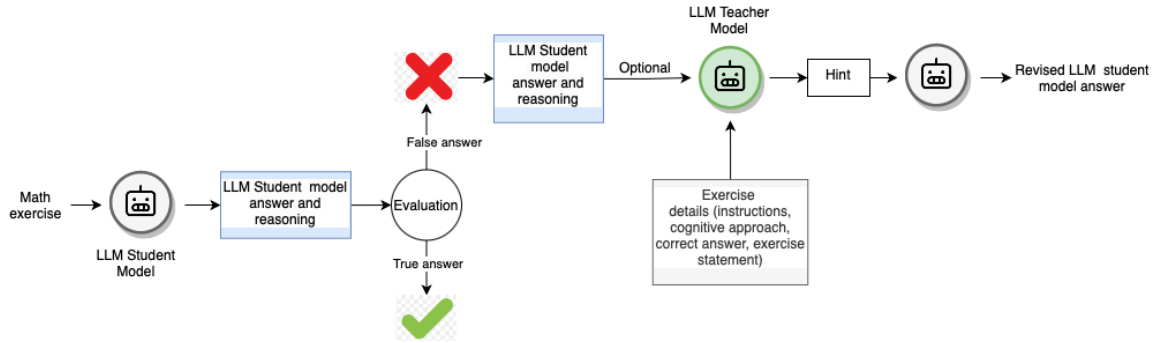 Math
exercise
LLM Student
Model
LLM Student model
answer and
reasoning
Evaluation
False answer
True answer
LLM Student
model
answer and
reasoning
Optional
LLM Teacher
Model
Exercise
details (instructions,
cognitive approach,
correct answer, exercise
statement)
Hint
Revised LLM student
model answer